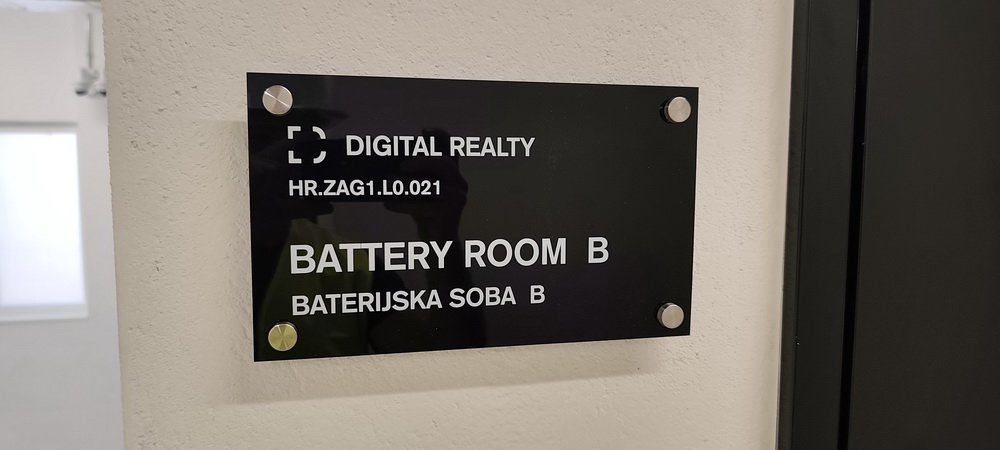 DIGITAL REALTY
HR.ZAG1.L0.021
BATTERY ROOM B
BATERIJSKA SOBA B